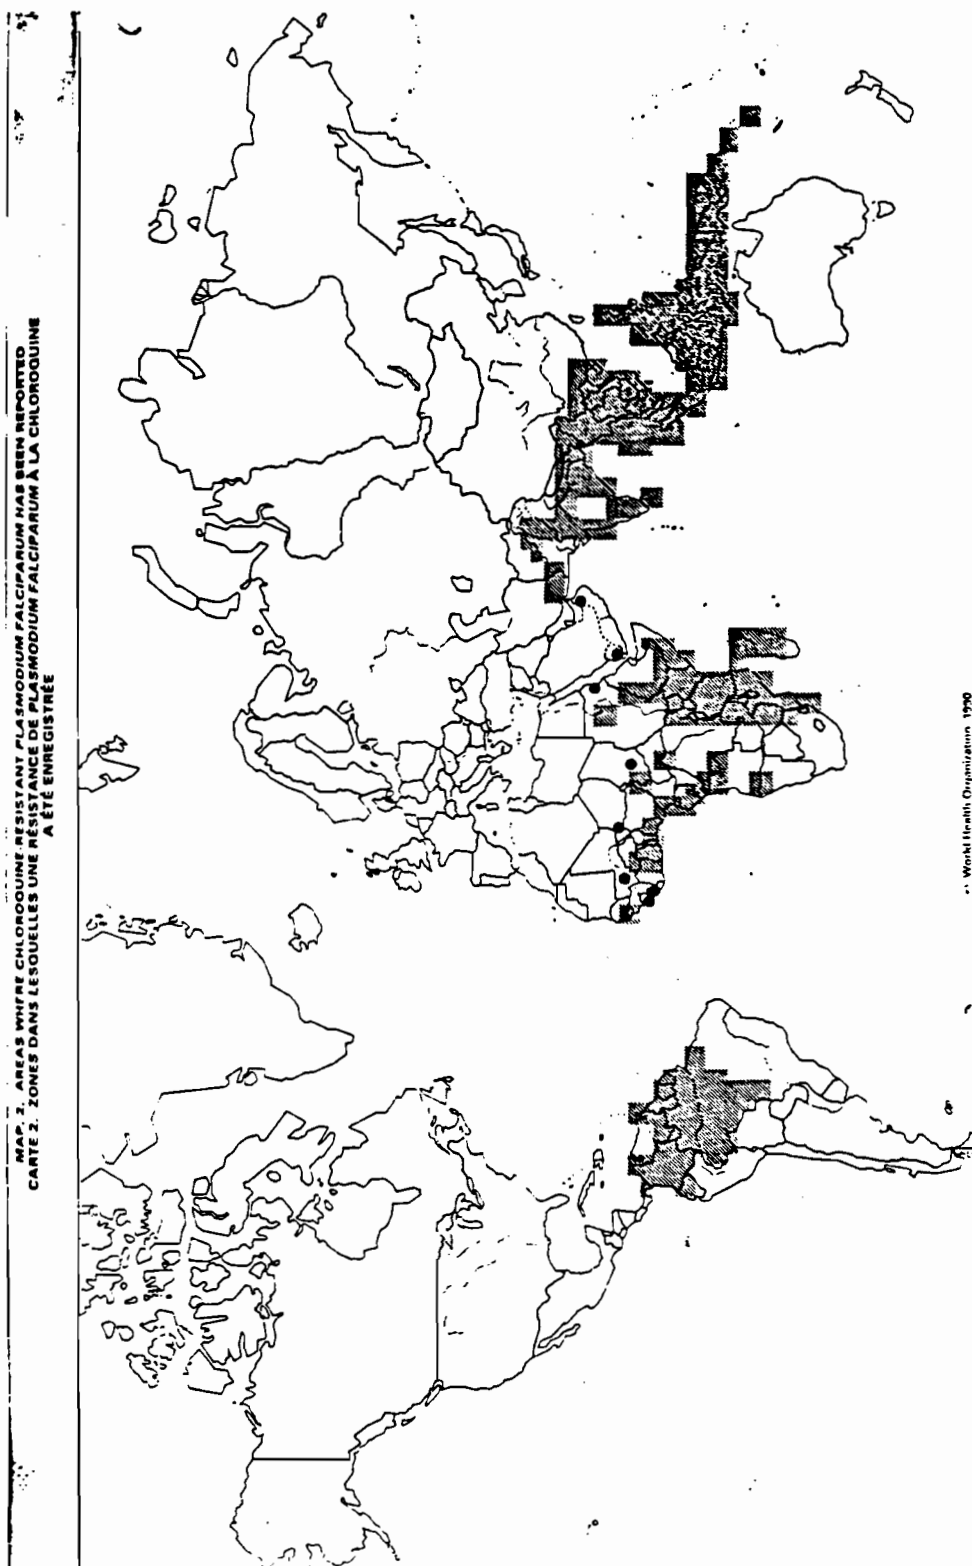 MAP. 2. AREAS WHERE CHLOROQUINE-RESISTANT PLASMODIUM FALCIPARUM HAS BEEN REPORTED
CARTE 2. ZONES DANS LESQUELLES UNE RÉSISTANCE DE PLASMODIUM FALCIPARUM À LA CHLOROQUINE
A ÉTÉ ENREGISTRÉE
World Health Organization 1990